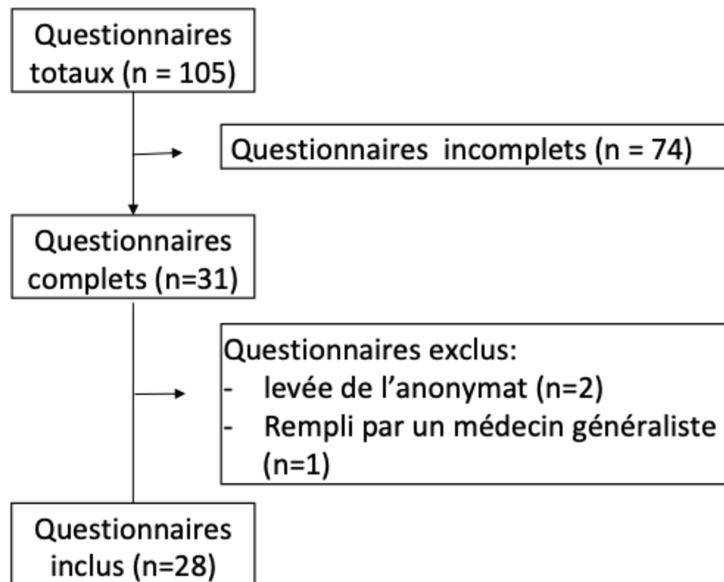 Questionnaires
totaux (n = 105)
Questionnaires incomplets (n = 74)
Questionnaires
complets (n=31)
Questionnaires exclus:
- levée de l'anonymat (n=2)
- Rempli par un médecin généraliste
(n=1)
Questionnaires
inclus (n=28)